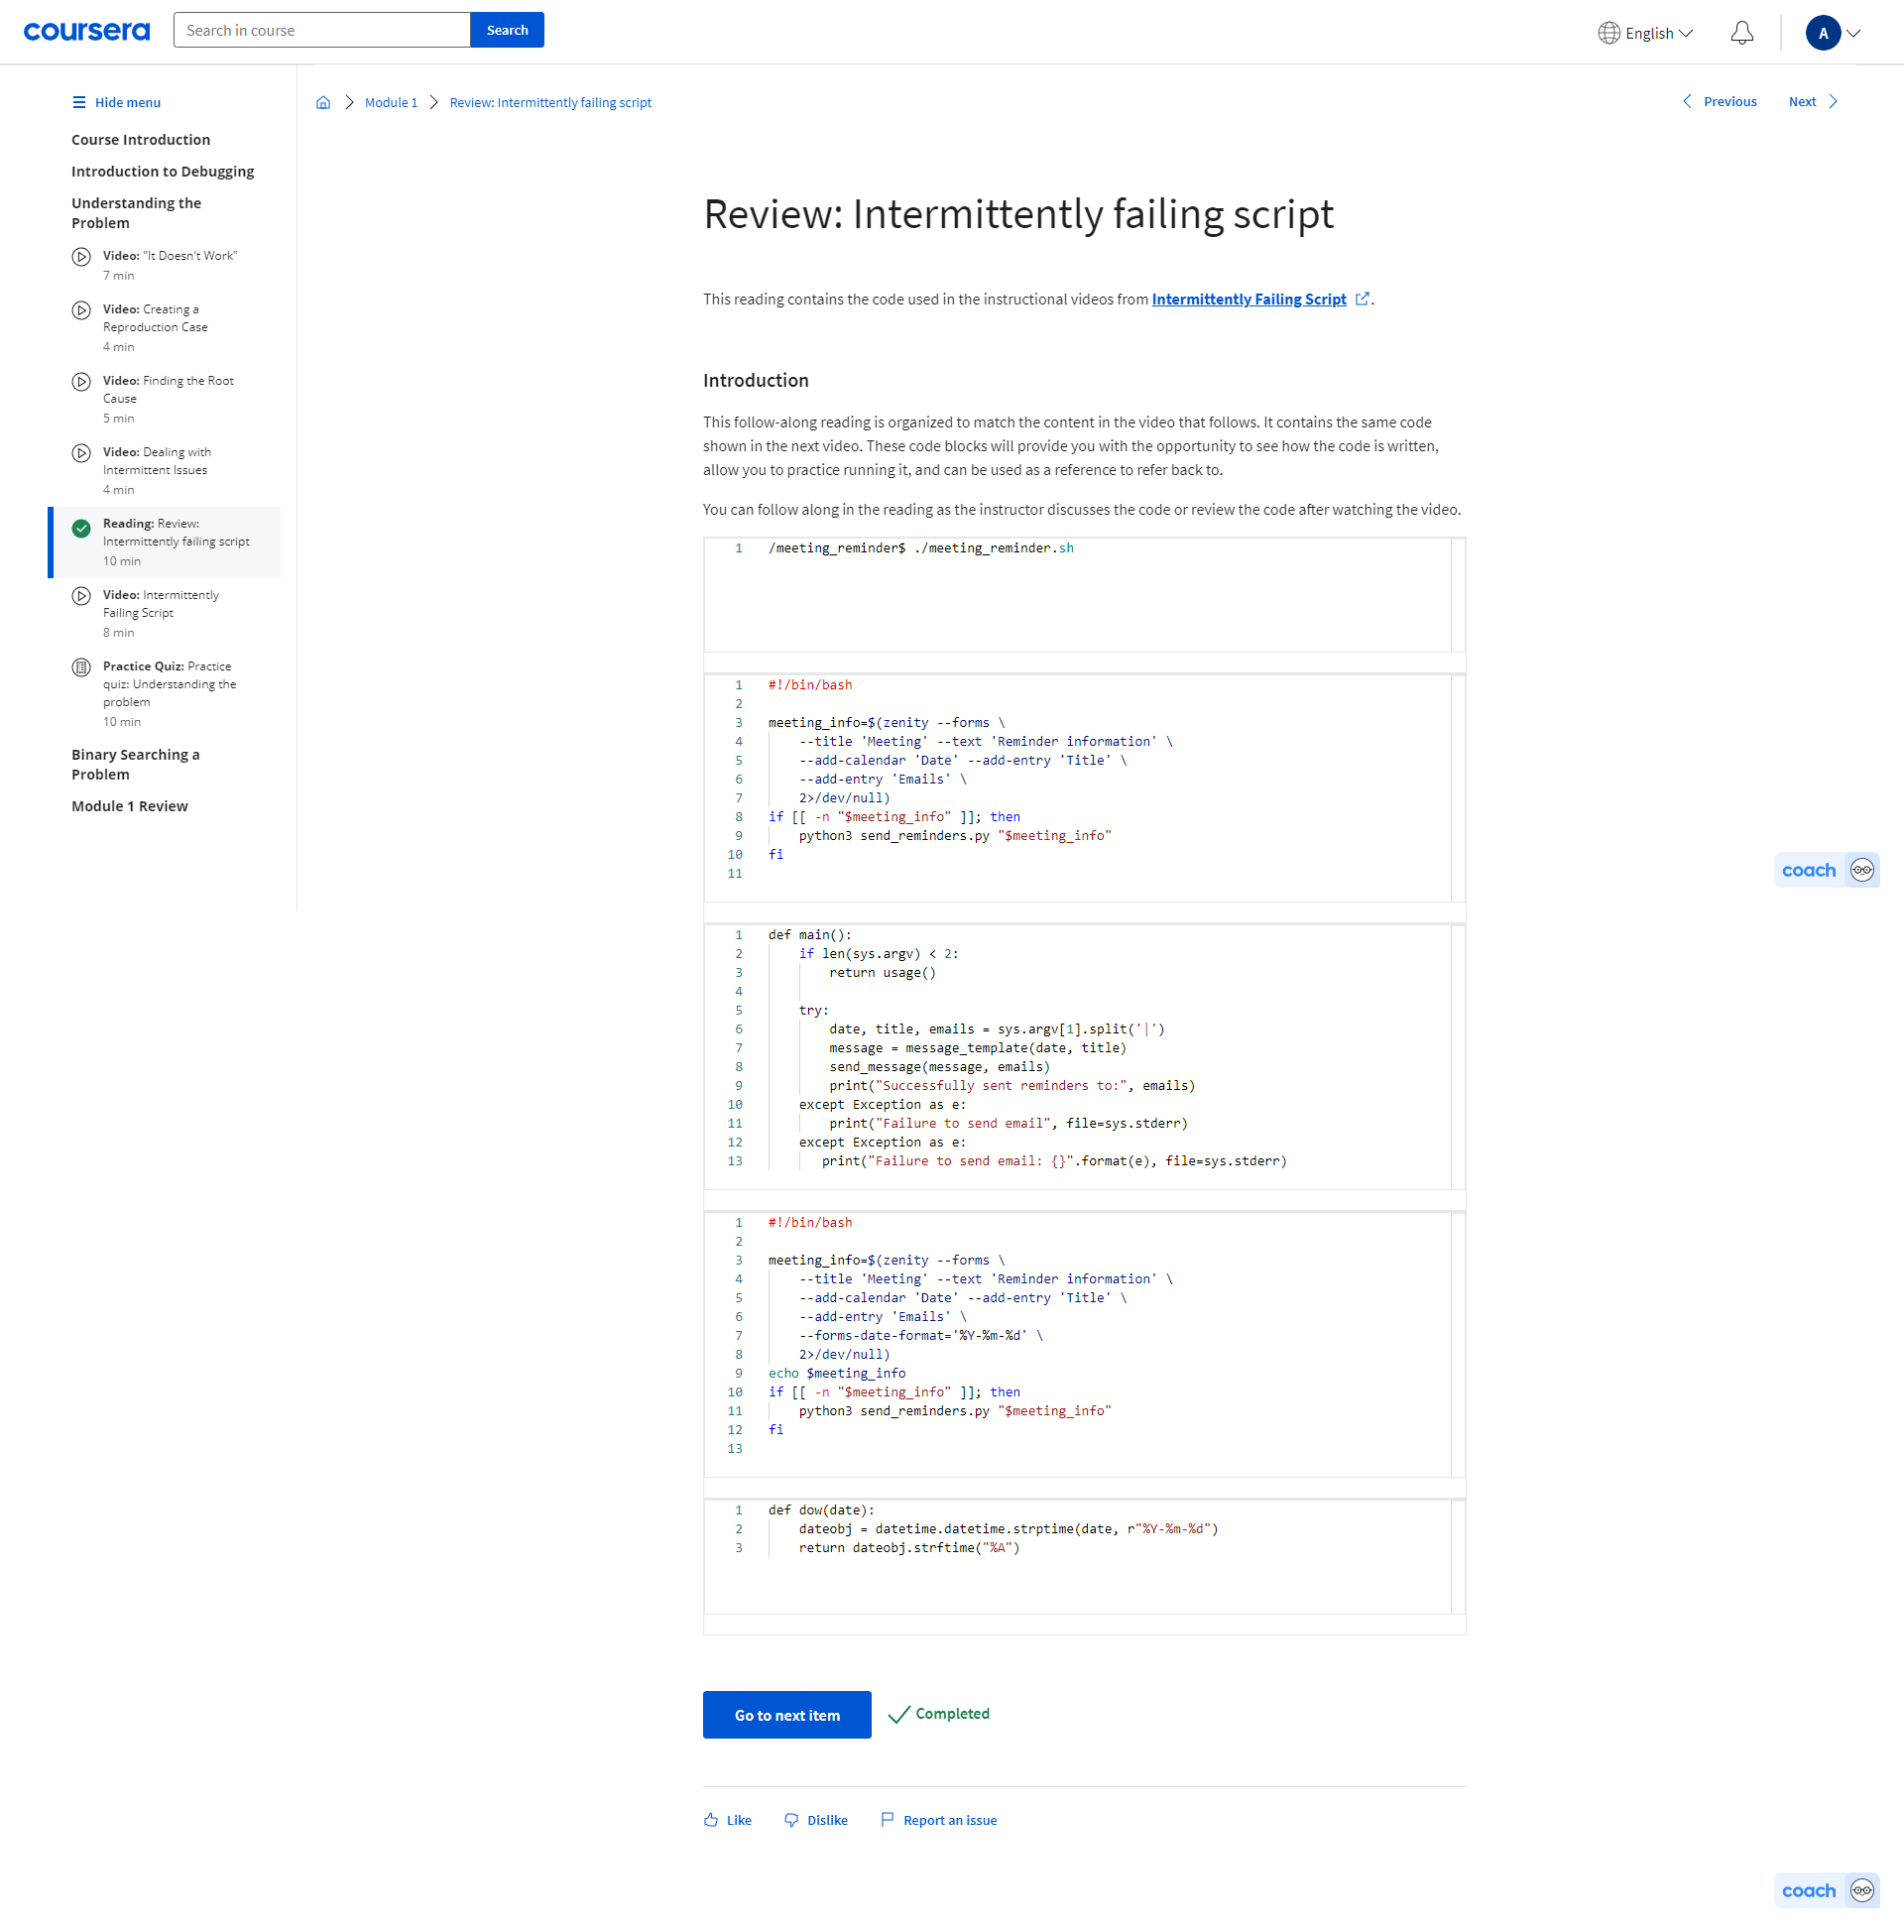 coursera
Search in course
Search
English
A
Hide menu
Module 1
Review: Intermittently failing script
Previous
Next
Course Introduction
Introduction to Debugging
Understanding the
Problem
Video: "It Doesn't Work"
7 min
Video: Creating a
Reproduction Case
4 min
Video: Finding the Root
Cause
5 min
Video: Dealing with
Intermittent Issues
4 min
Reading: Review:
Intermittently failing script
10 min
Video: Intermittently
Failing Script
8 min
Practice Quiz: Practice
quiz: Understanding the
problem
10 min
Binary Searching a
Problem
Module 1 Review
Review: Intermittently failing script
This reading contains the code used in the instructional videos from Intermittently Failing Script .
Introduction
This follow-along reading is organized to match the content in the video that follows. It contains the same code
shown in the next video. These code blocks will provide you with the opportunity to see how the code is written,
allow you to practice running it, and can be used as a reference to refer back to.
You can follow along in the reading as the instructor discusses the code or review the code after watching the video.
1 /meeting_reminder$ ./meeting_reminder.sh
1 #!/bin/bash
2
3 meeting_info=$(zenity --forms \
4     --title 'Meeting' --text 'Reminder information' \
5     --add-calendar 'Date' --add-entry 'Title' \
6     --add-entry 'Emails' \
7     2>/dev/null)
8 if [[ -n "$meeting_info" ]]; then
9     python3 send_reminders.py "$meeting_info"
10 fi
11
1 def main():
2     if len(sys.argv) < 2:
3         return usage()
4
5     try:
6         date, title, emails = sys.argv[1].split('|')
7         message = message_template(date, title)
8         send_message(message, emails)
9         print("Successfully sent reminders to:", emails)
10     except Exception as e:
11         print("Failure to send email", file=sys.stderr)
12     except Exception as e:
13        print("Failure to send email: {}".format(e), file=sys.stderr)
1 #!/bin/bash
2
3 meeting_info=$(zenity --forms \
4     --title 'Meeting' --text 'Reminder information' \
5     --add-calendar 'Date' --add-entry 'Title' \
6     --add-entry 'Emails' \
7     --forms-date-format='%Y-%m-%d' \
8     2>/dev/null)
9 echo $meeting_info
10 if [[ -n "$meeting_info" ]]; then
11     python3 send_reminders.py "$meeting_info"
12 fi
13
1 def dow(date):
2     dateobj = datetime.datetime.strptime(date, r"%Y-%m-%d")
3     return dateobj.strftime("%A")
coach
Go to next item
Completed
Like
Dislike
Report an issue
coach